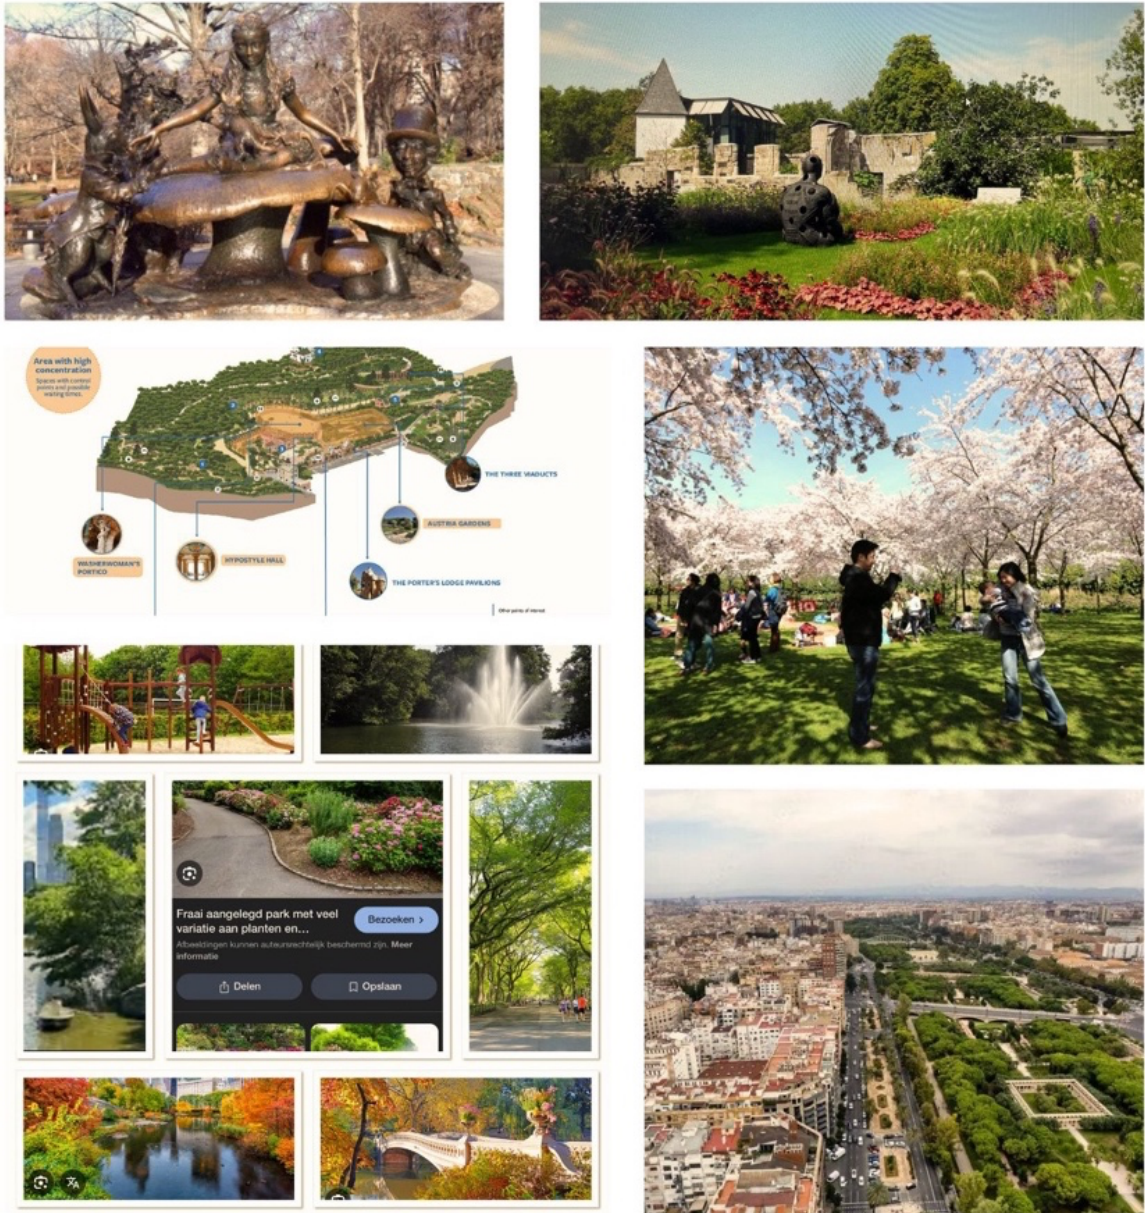 Area with high
concentration
Spaces with control
points and possible
waiting times.
THE THREE VIADUCTS
AUSTRIA GARDENS
WASHERWOMAN'S
PORTICO
HYPOSTYLE HALL
THE PORTER'S LODGE PAVILIONS
Other points of interest
Fraai aangelegd park met veel
variatie aan planten en...
Bezoeken >
Afbeeldingen kunnen auteursrechtelijk beschermd zijn. Meer
informatie
Delen
Opslaan